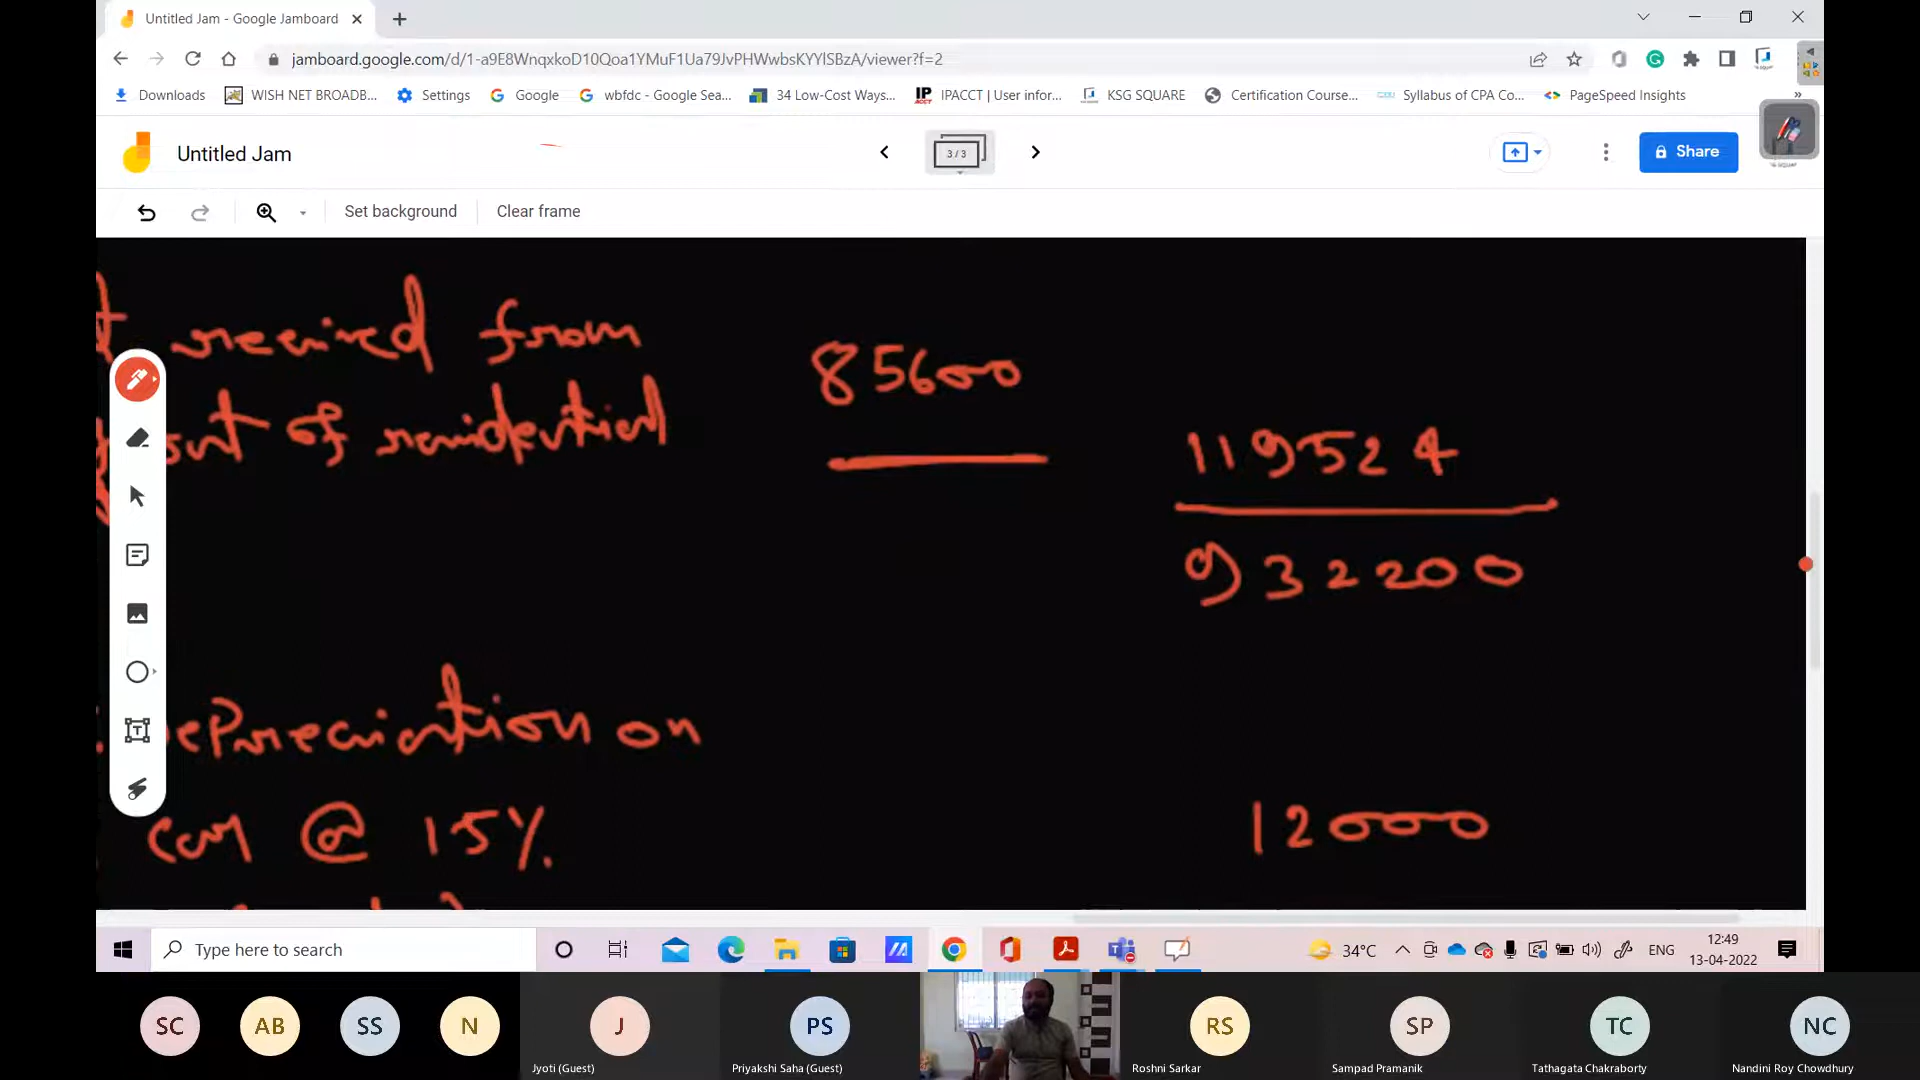 Untitled Jam - Google Jamboard
jamboard.google.com/d/1-a9E8WnqxkoD10Qoa1YMuF1Ua79JvPHWwbsKYYlSBzA/viewer?f=2
Downloads WISH NET BROADB... Settings Google wbfdc - Google Sea... 34 Low-Cost Ways... IPACCT | User infor... KSG SQUARE Certification Course... Syllabus of CPA Co... PageSpeed Insights »
Untitled Jam
3 / 3
Share
Set background
Clear frame
received from
85600
of residential
119524
932200
Depreciation on
car @ 15%
12000
Type here to search
34°C
ENG
12:49
13-04-2022
SC AB SS N J PS RS SP TC NC
Jyoti (Guest) Priyakshi Saha (Guest) Roshni Sarkar Sampad Pramanik Tathagata Chakraborty Nandini Roy Chowdhury